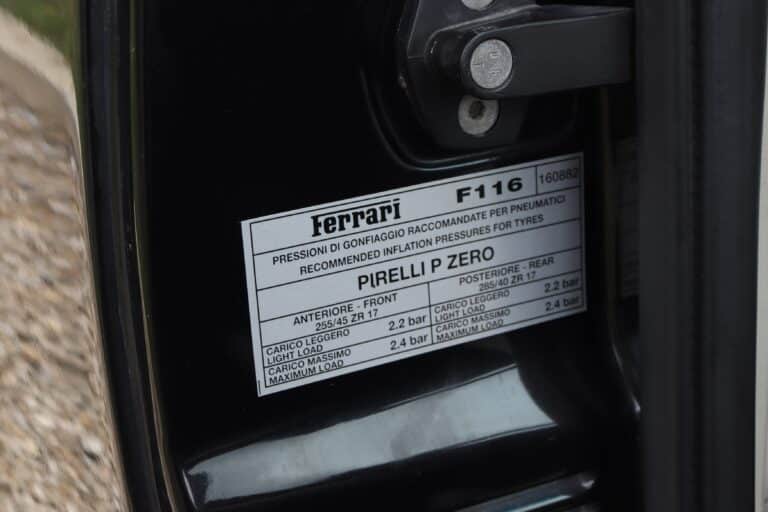 Ferrari F116 160882
PRESSIONI DI GONFIAGGIO RACCOMANDATE PER PNEUMATICI
RECOMMENDED INFLATION PRESSURES FOR TYRES
PIRELLI P ZERO
ANTERIORE - FRONT
255/45 ZR 17
POSTERIORE - REAR
285/40 ZR 17
CARICO LEGGERO
LIGHT LOAD
2.2 bar
CARICO LEGGERO
LIGHT LOAD
2.2 bar
CARICO MASSIMO
MAXIMUM LOAD
2.4 bar
CARICO MASSIMO
MAXIMUM LOAD
2.4 bar